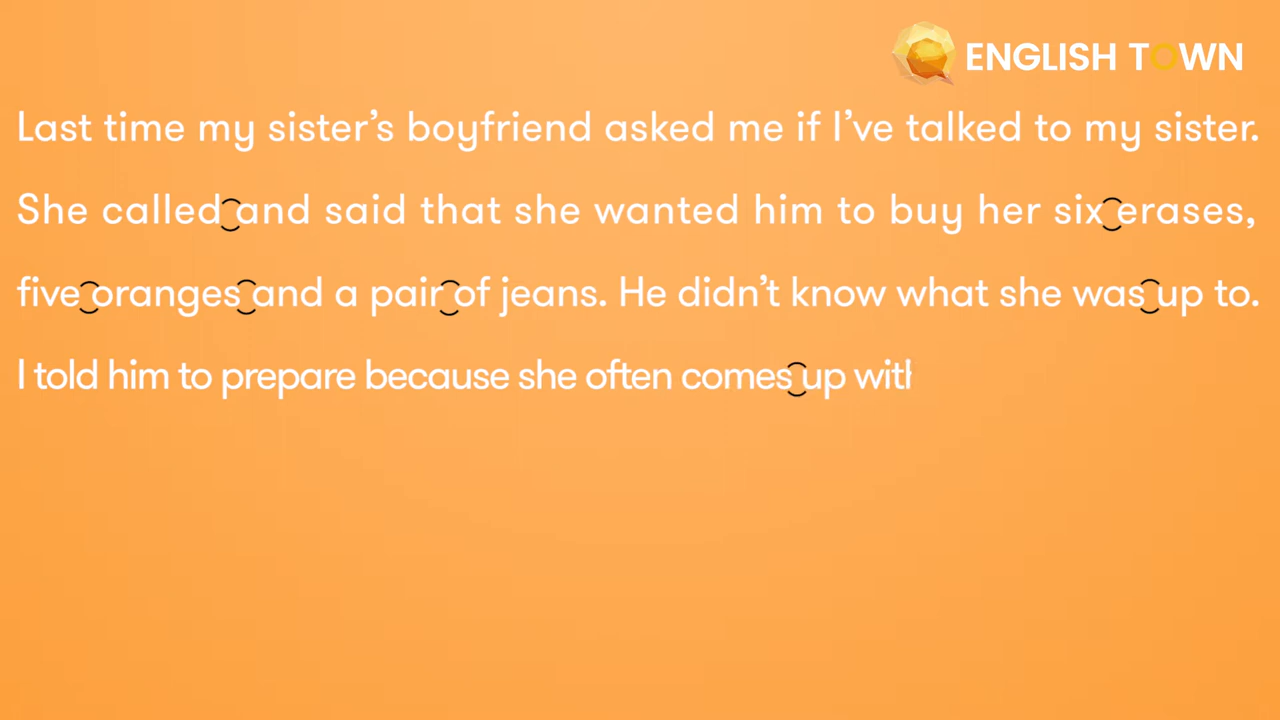 ENGLISH TOWN
Last time my sister’s boyfriend asked me if I’ve talked to my sister.
She called and said that she wanted him to buy her six erases,
five oranges and a pair of jeans. He didn’t know what she was up to.
I told him to prepare because she often comes up